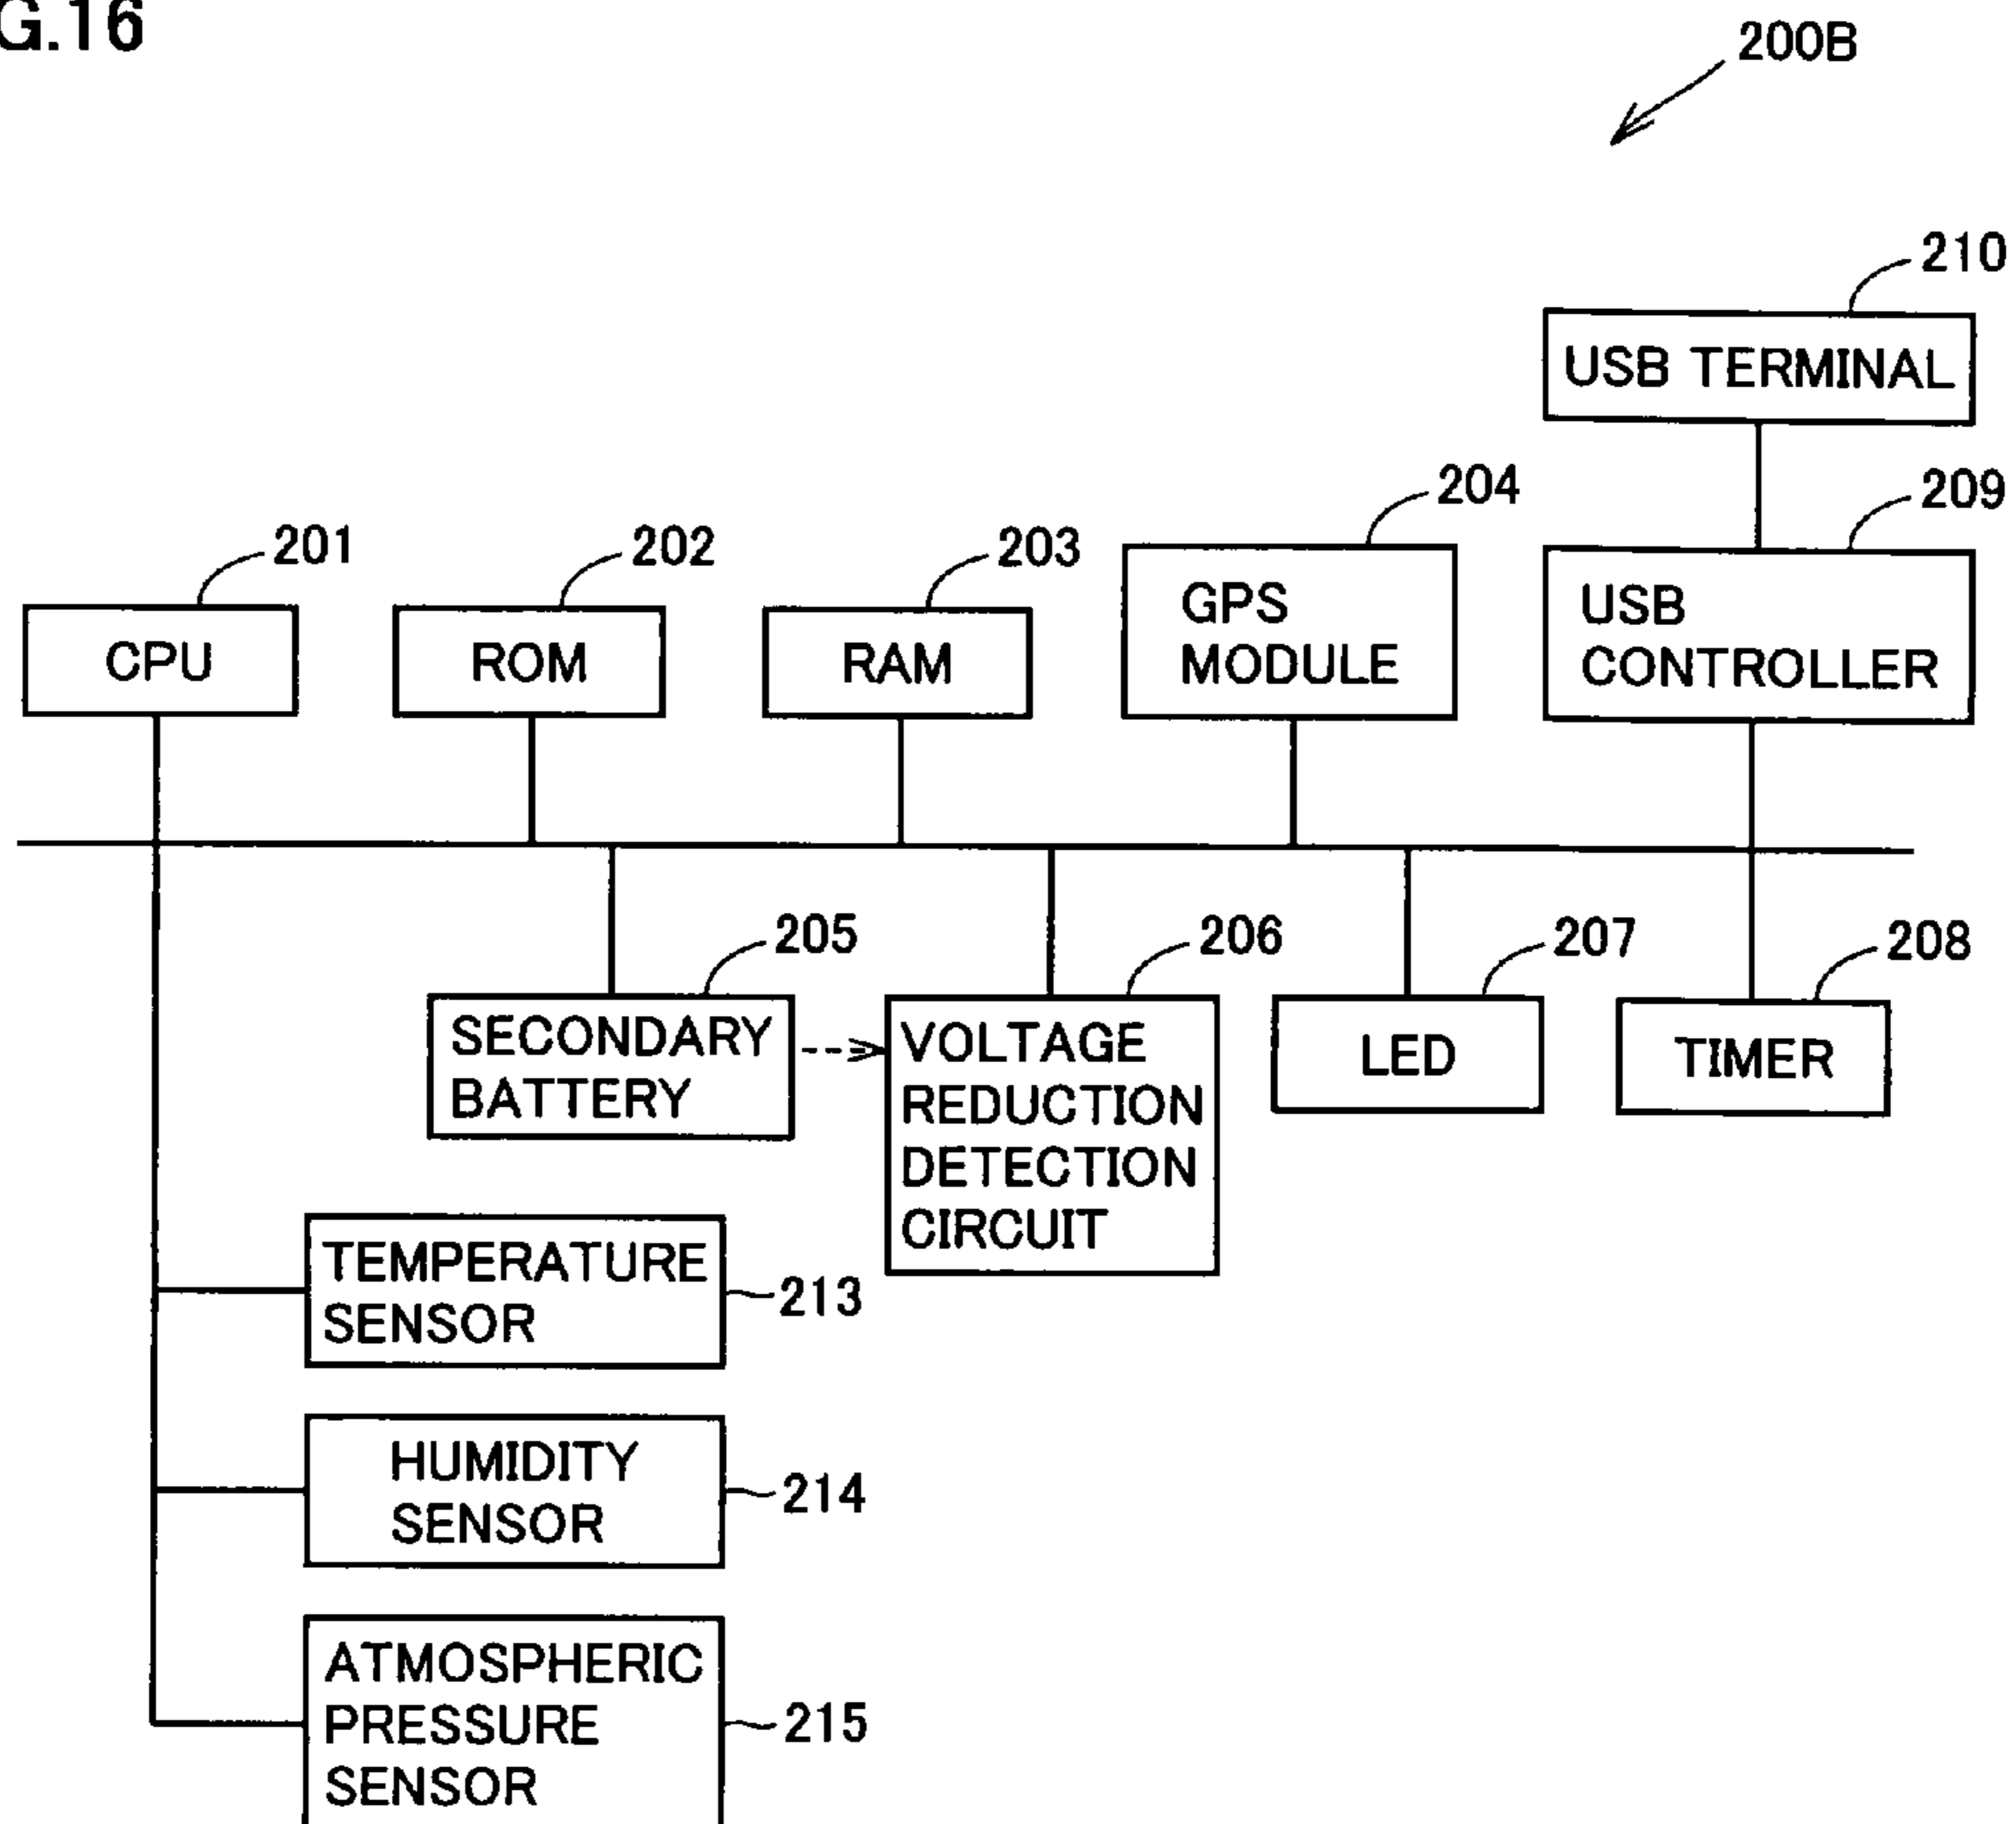 G.16
200B
210
USB TERMINAL
204
209
201
202
203
GPS
MODULE
USB
CONTROLLER
CPU
ROM
RAM
205
206
207
208
SECONDARY
BATTERY
VOLTAGE
REDUCTION
DETECTION
CIRCUIT
LED
TIMER
TEMPERATURE
SENSOR
213
HUMIDITY
SENSOR
214
ATMOSPHERIC
PRESSURE
SENSOR
215